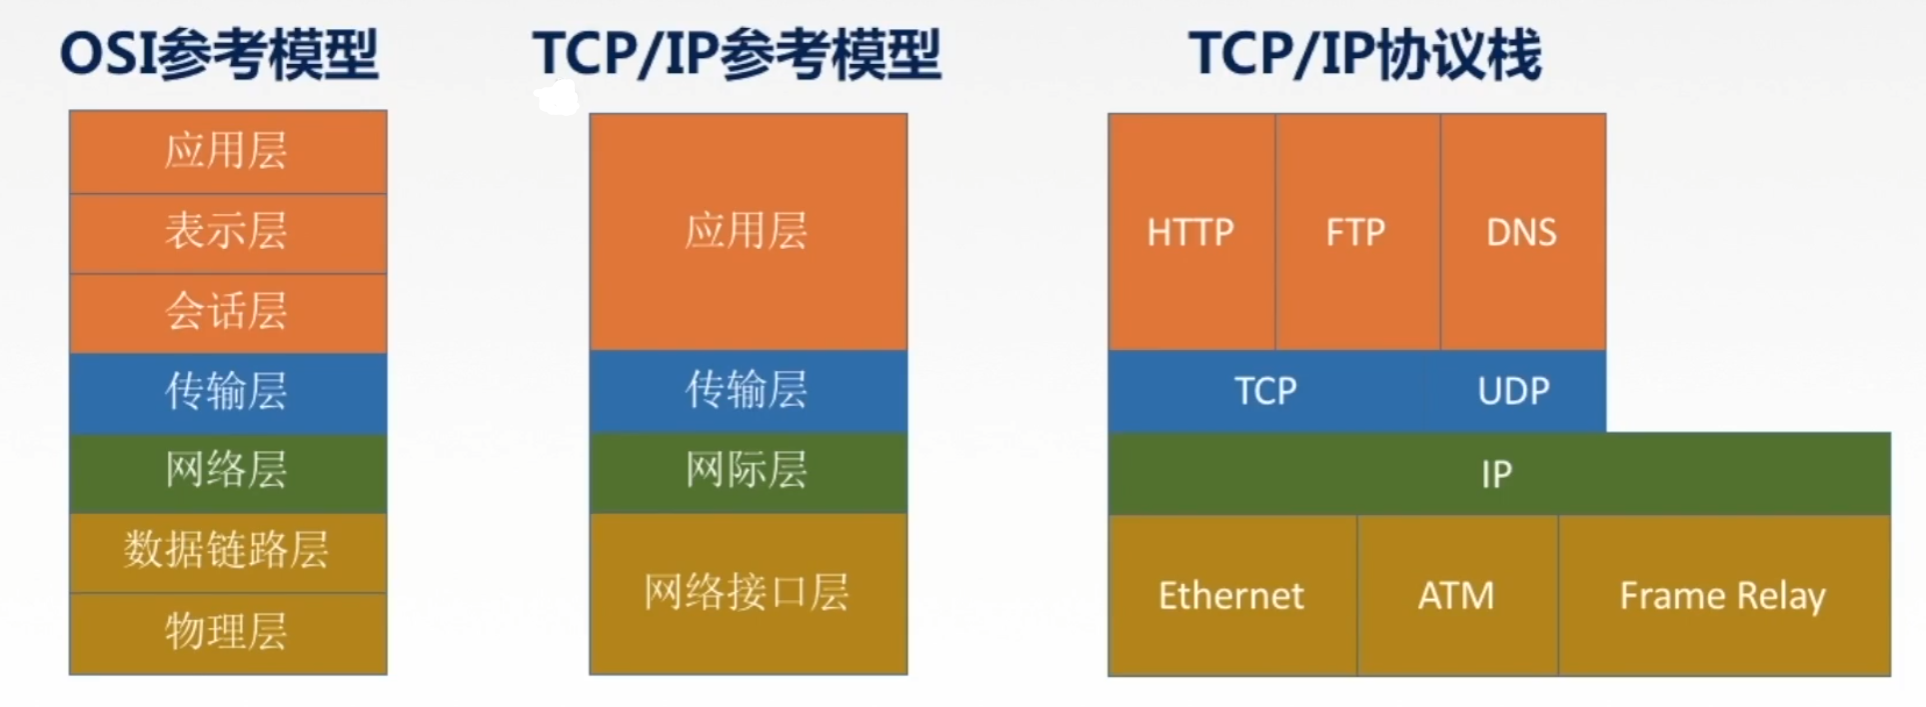 OSI参考模型
应用层
表示层
会话层
传输层
网络层
数据链路层
物理层
TCP/IP参考模型
应用层
传输层
网际层
网络接口层
TCP/IP协议栈
HTTP FTP DNS
TCP UDP
IP
Ethernet ATM Frame Relay